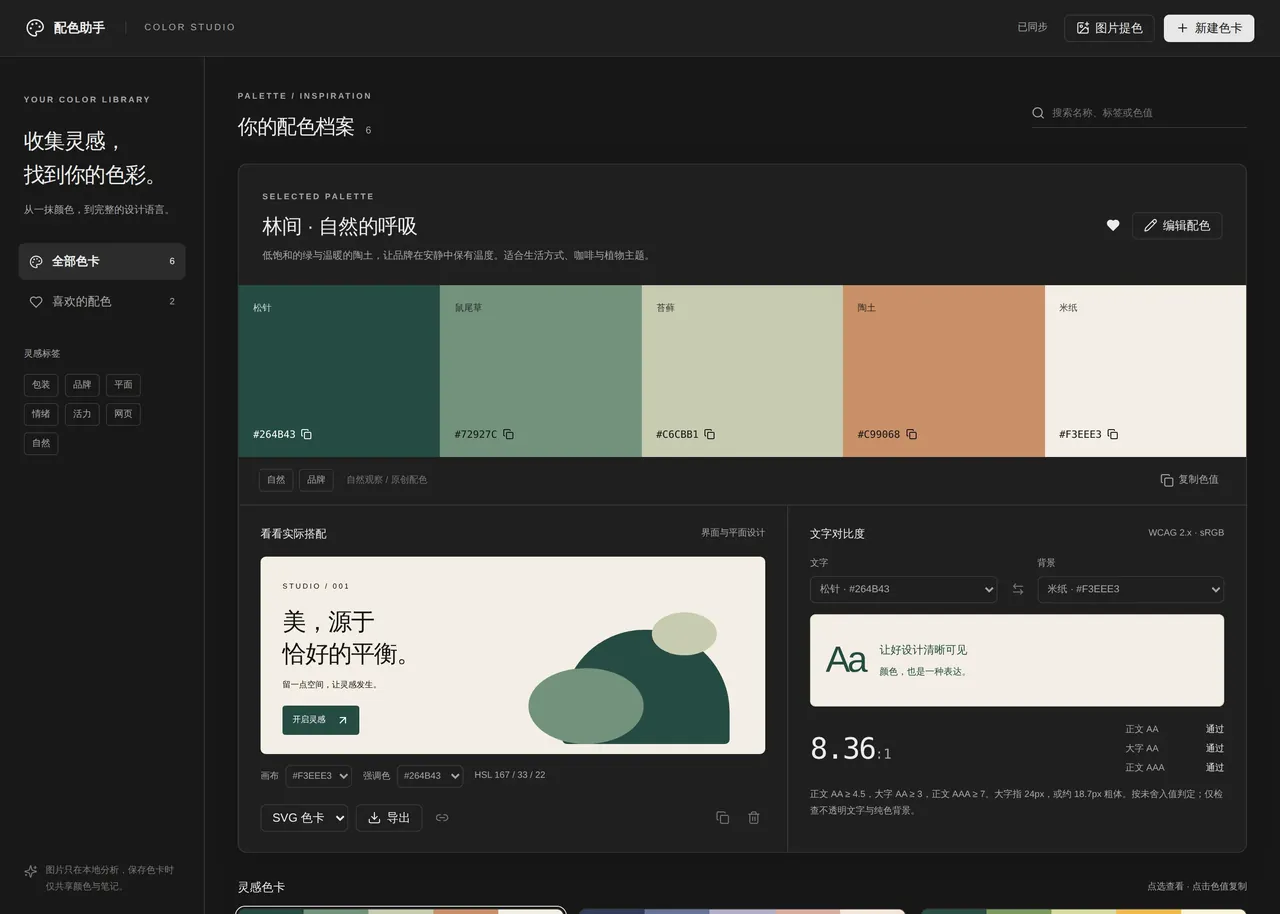 配色助手
COLOR STUDIO
已同步
图片提色
新建色卡
YOUR COLOR LIBRARY
收集灵感，
找到你的色彩。
从一抹颜色，到完整的设计语言。
全部色卡 6
喜欢的配色 2
灵感标签
包装 品牌 平面
情绪 活力 网页
自然
图片只在本地分析，保存色卡时
仅共享颜色与笔记。
PALETTE / INSPIRATION
你的配色档案 6
搜索名称、标签或色值
SELECTED PALETTE
林间 · 自然的呼吸
编辑配色
低饱和的绿与温暖的陶土，让品牌在安静中保有温度。适合生活方式、咖啡与植物主题。
松针 鼠尾草 苔藓 陶土 米纸
#264B43 #72927C #C6CBB1 #C99068 #F3EEE3
自然 品牌 自然观察 / 原创配色
复制色值
看看实际搭配 界面与平面设计
STUDIO / 001
美，源于
恰好的平衡。
留一点空间，让灵感发生。
开启灵感
画布 #F3EEE3 强调色 #264B43 HSL 167 / 33 / 22
SVG 色卡 导出
文字对比度 WCAG 2.x · sRGB
文字 背景
松针 · #264B43 米纸 · #F3EEE3
Aa
让好设计清晰可见
颜色，也是一种表达。
8.36:1
正文 AA 通过
大字 AA 通过
正文 AAA 通过
正文 AA ≥ 4.5，大字 AA ≥ 3，正文 AAA ≥ 7。大字指 24px，或约 18.7px 粗体。按未舍入值判定；仅检
查不透明文字与纯色背景。
灵感色卡
点选查看 · 点击色值复制